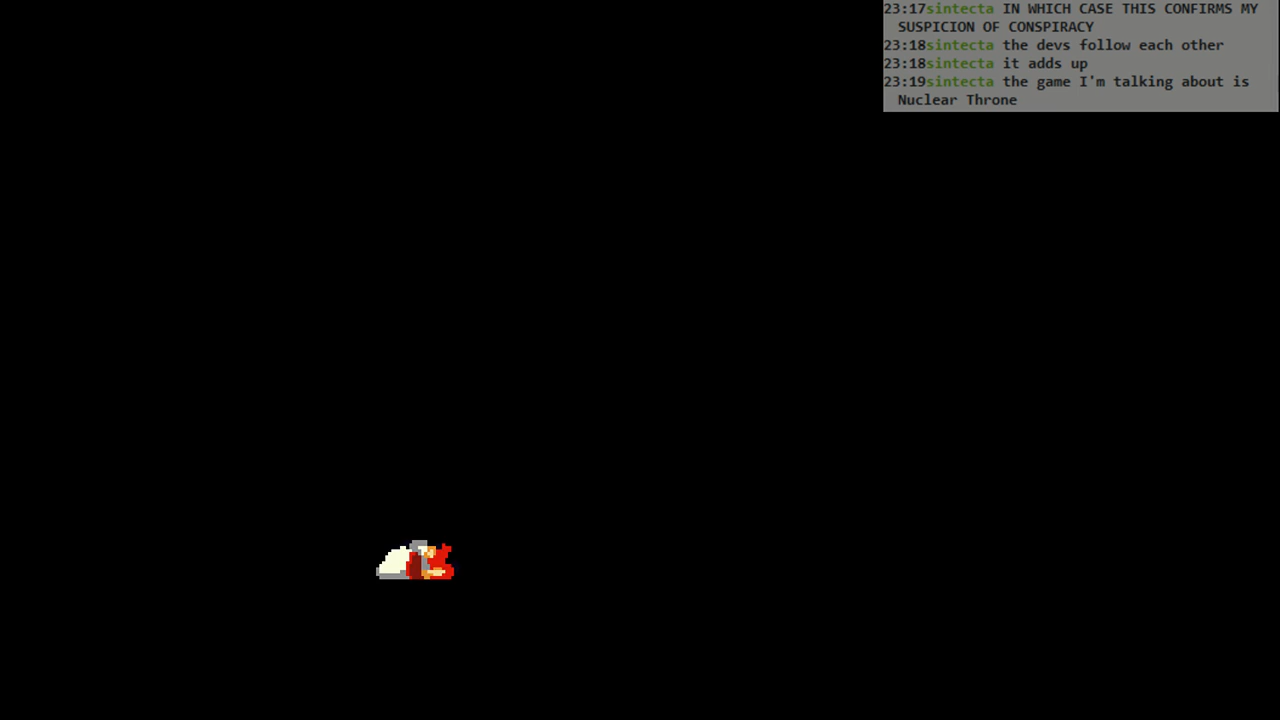 23:17sintecta IN WHICH CASE THIS CONFIRMS MY
SUSPICION OF CONSPIRACY
23:18sintecta the devs follow each other
23:18sintecta it adds up
23:19sintecta the game I'm talking about is
Nuclear Throne